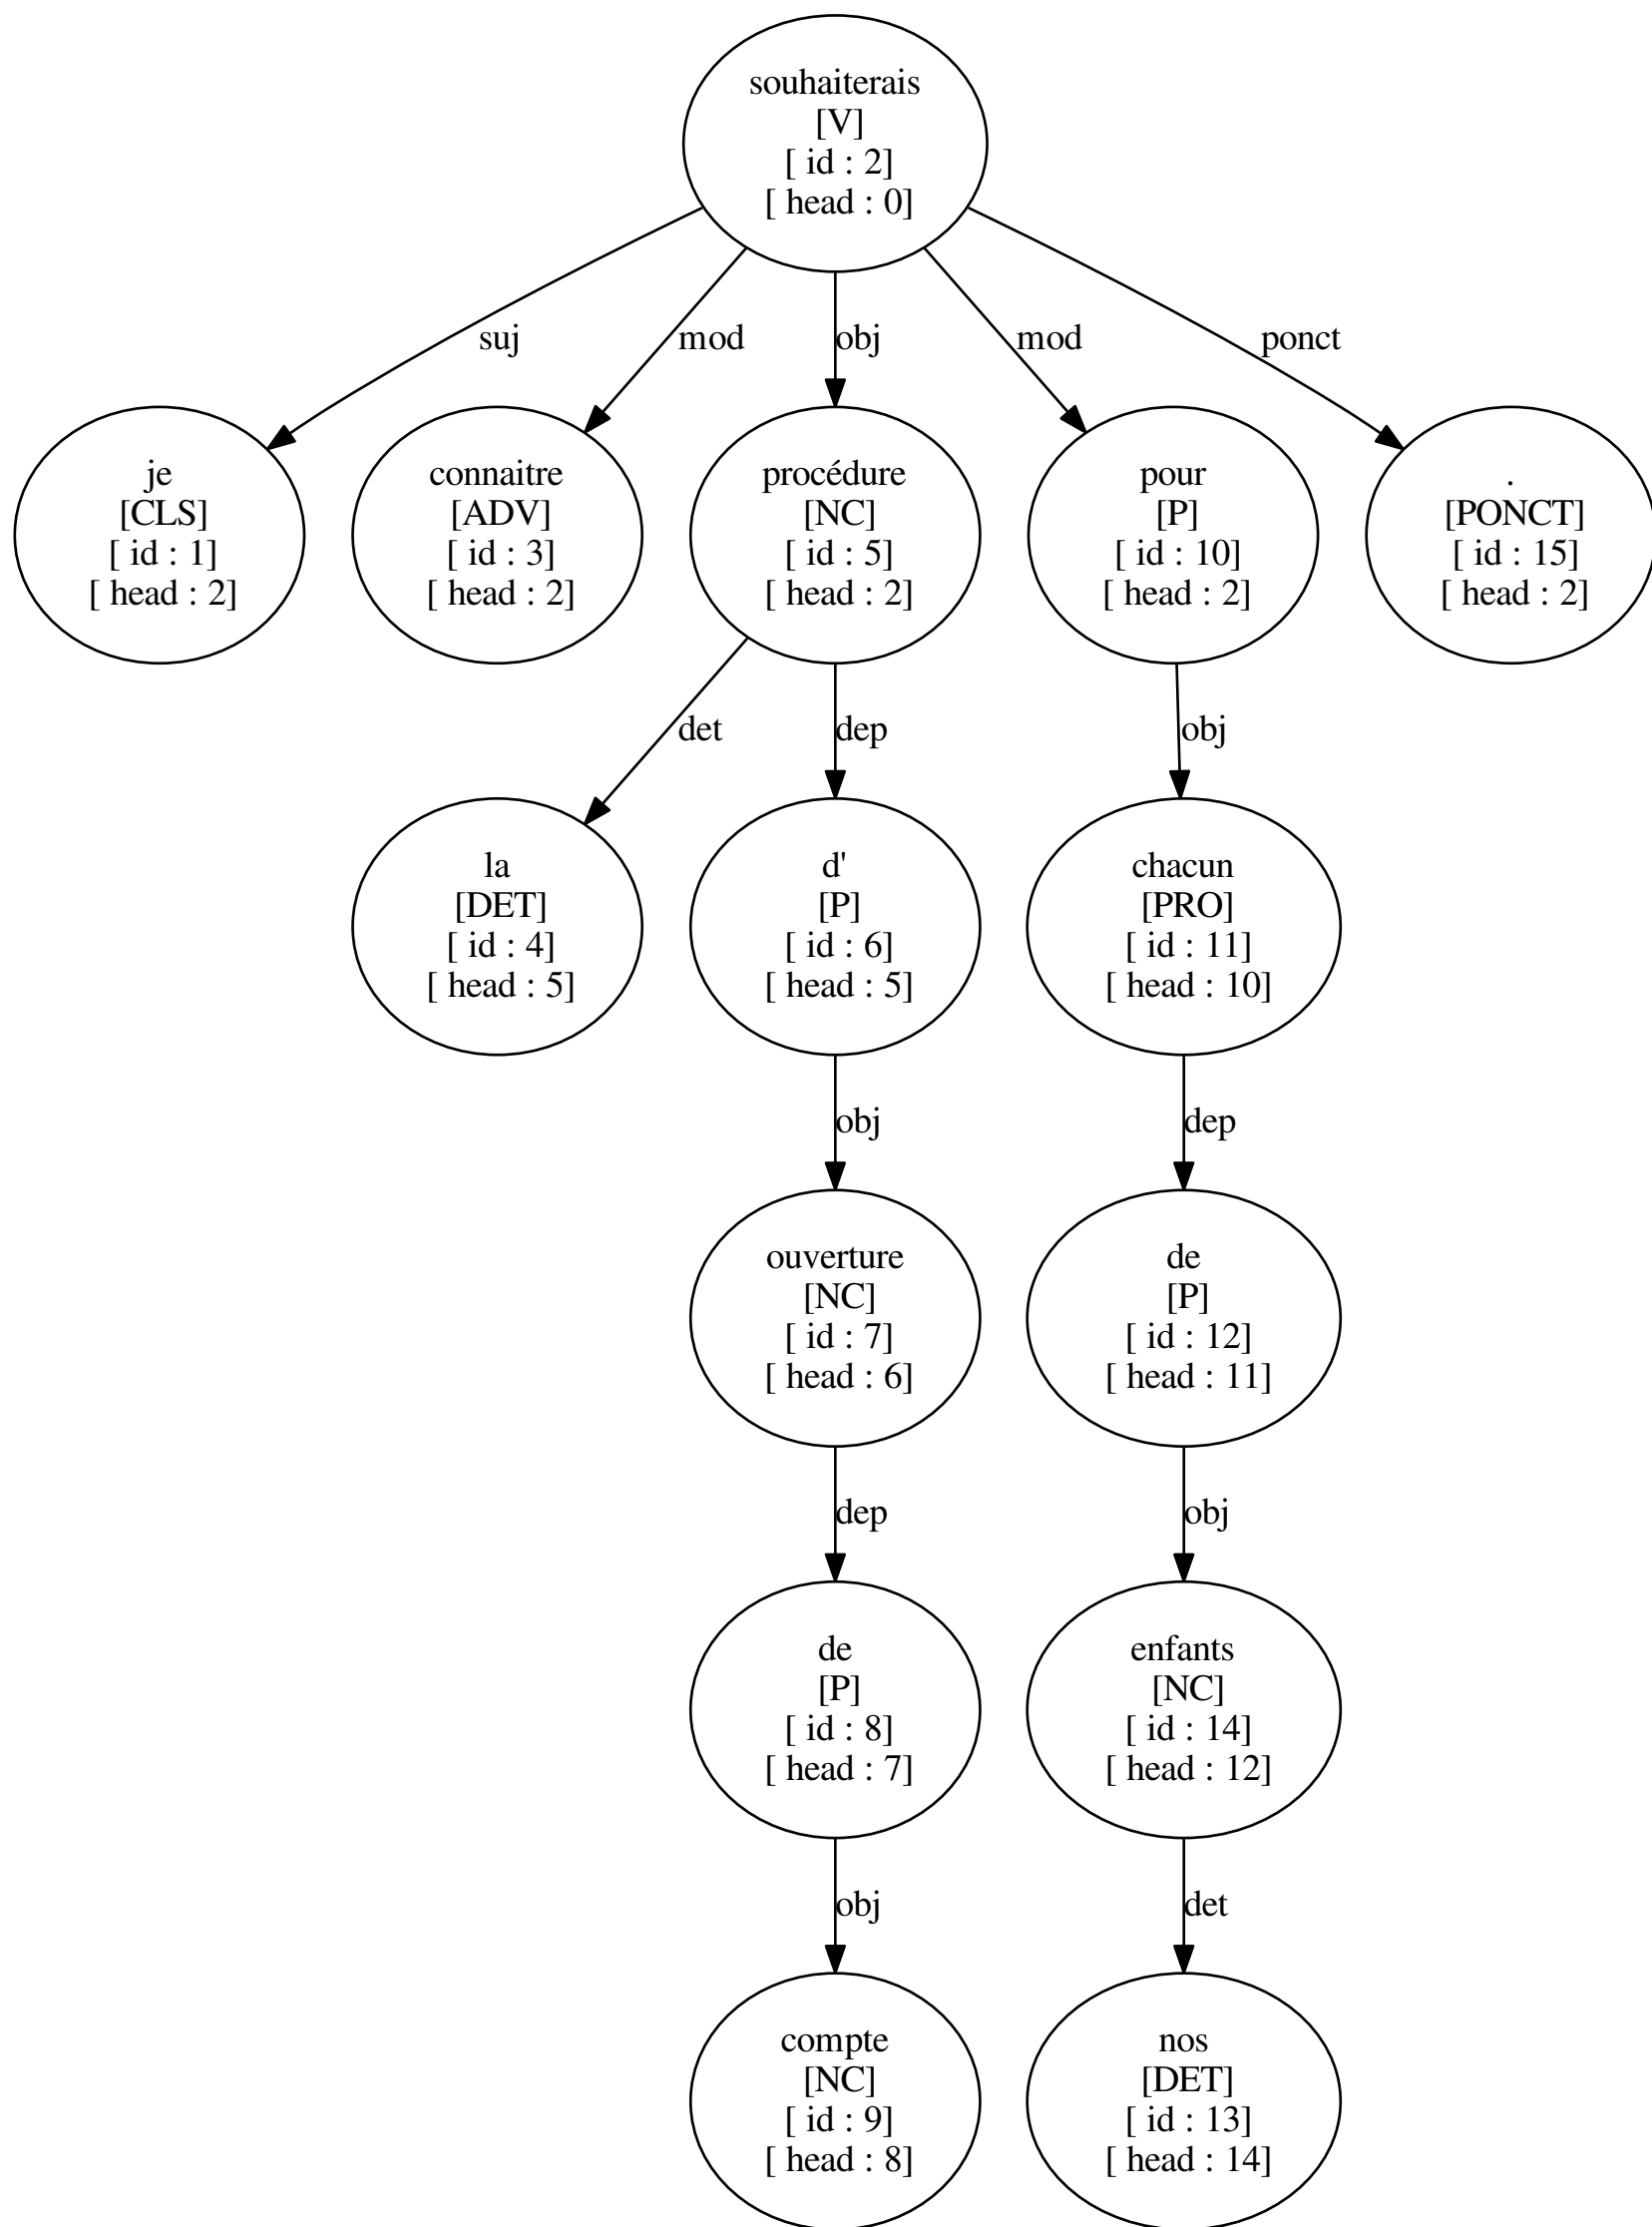 souhaiterais
[V]
[ id : 2]
[ head : 0]
suj
mod
obj
mod
ponct
je
[CLS]
[ id : 1]
[ head : 2]
connaitre
[ADV]
[ id : 3]
[ head : 2]
procédure
[NC]
[ id : 5]
[ head : 2]
pour
[P]
[ id : 10]
[ head : 2]
.
[PONCT]
[ id : 15]
[ head : 2]
det
dep
obj
la
[DET]
[ id : 4]
[ head : 5]
d'
[P]
[ id : 6]
[ head : 5]
chacun
[PRO]
[ id : 11]
[ head : 10]
obj
dep
ouverture
[NC]
[ id : 7]
[ head : 6]
de
[P]
[ id : 12]
[ head : 11]
dep
obj
de
[P]
[ id : 8]
[ head : 7]
enfants
[NC]
[ id : 14]
[ head : 12]
obj
det
compte
[NC]
[ id : 9]
[ head : 8]
nos
[DET]
[ id : 13]
[ head : 14]